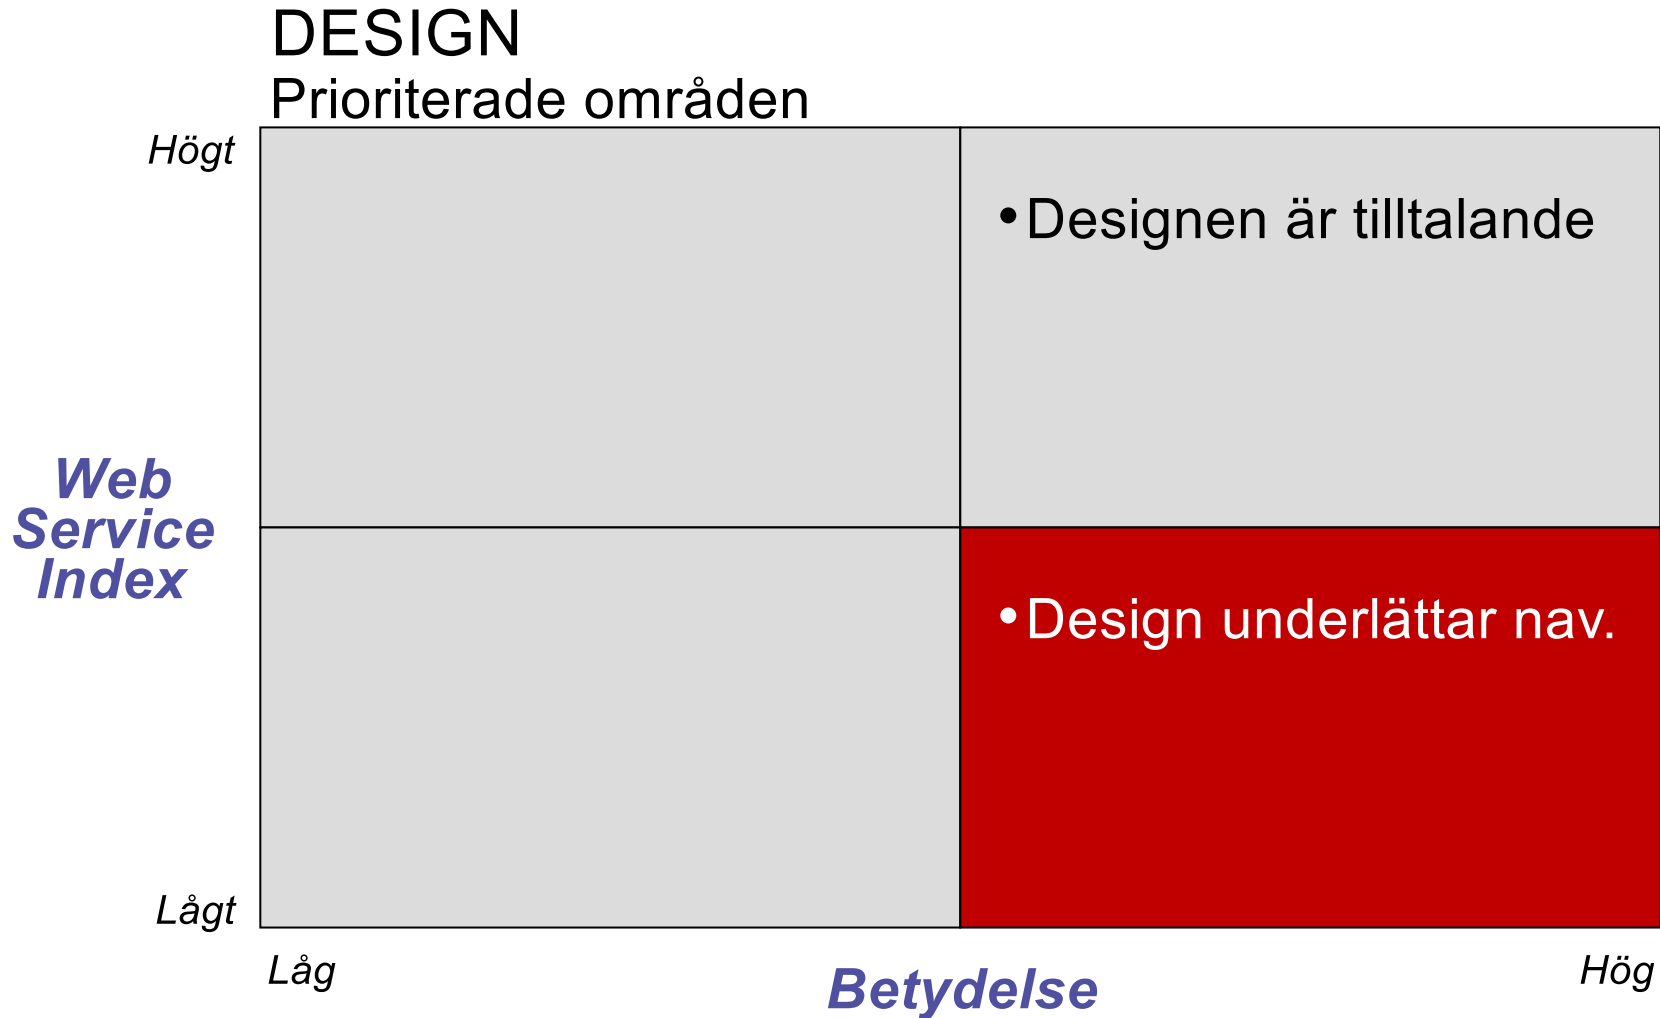 DESIGN
Prioriterade områden
Högt
• Designen är tilltalande
Web
Service
Index
• Design underlättar nav.
Lågt
Låg
Betydelse
Hög